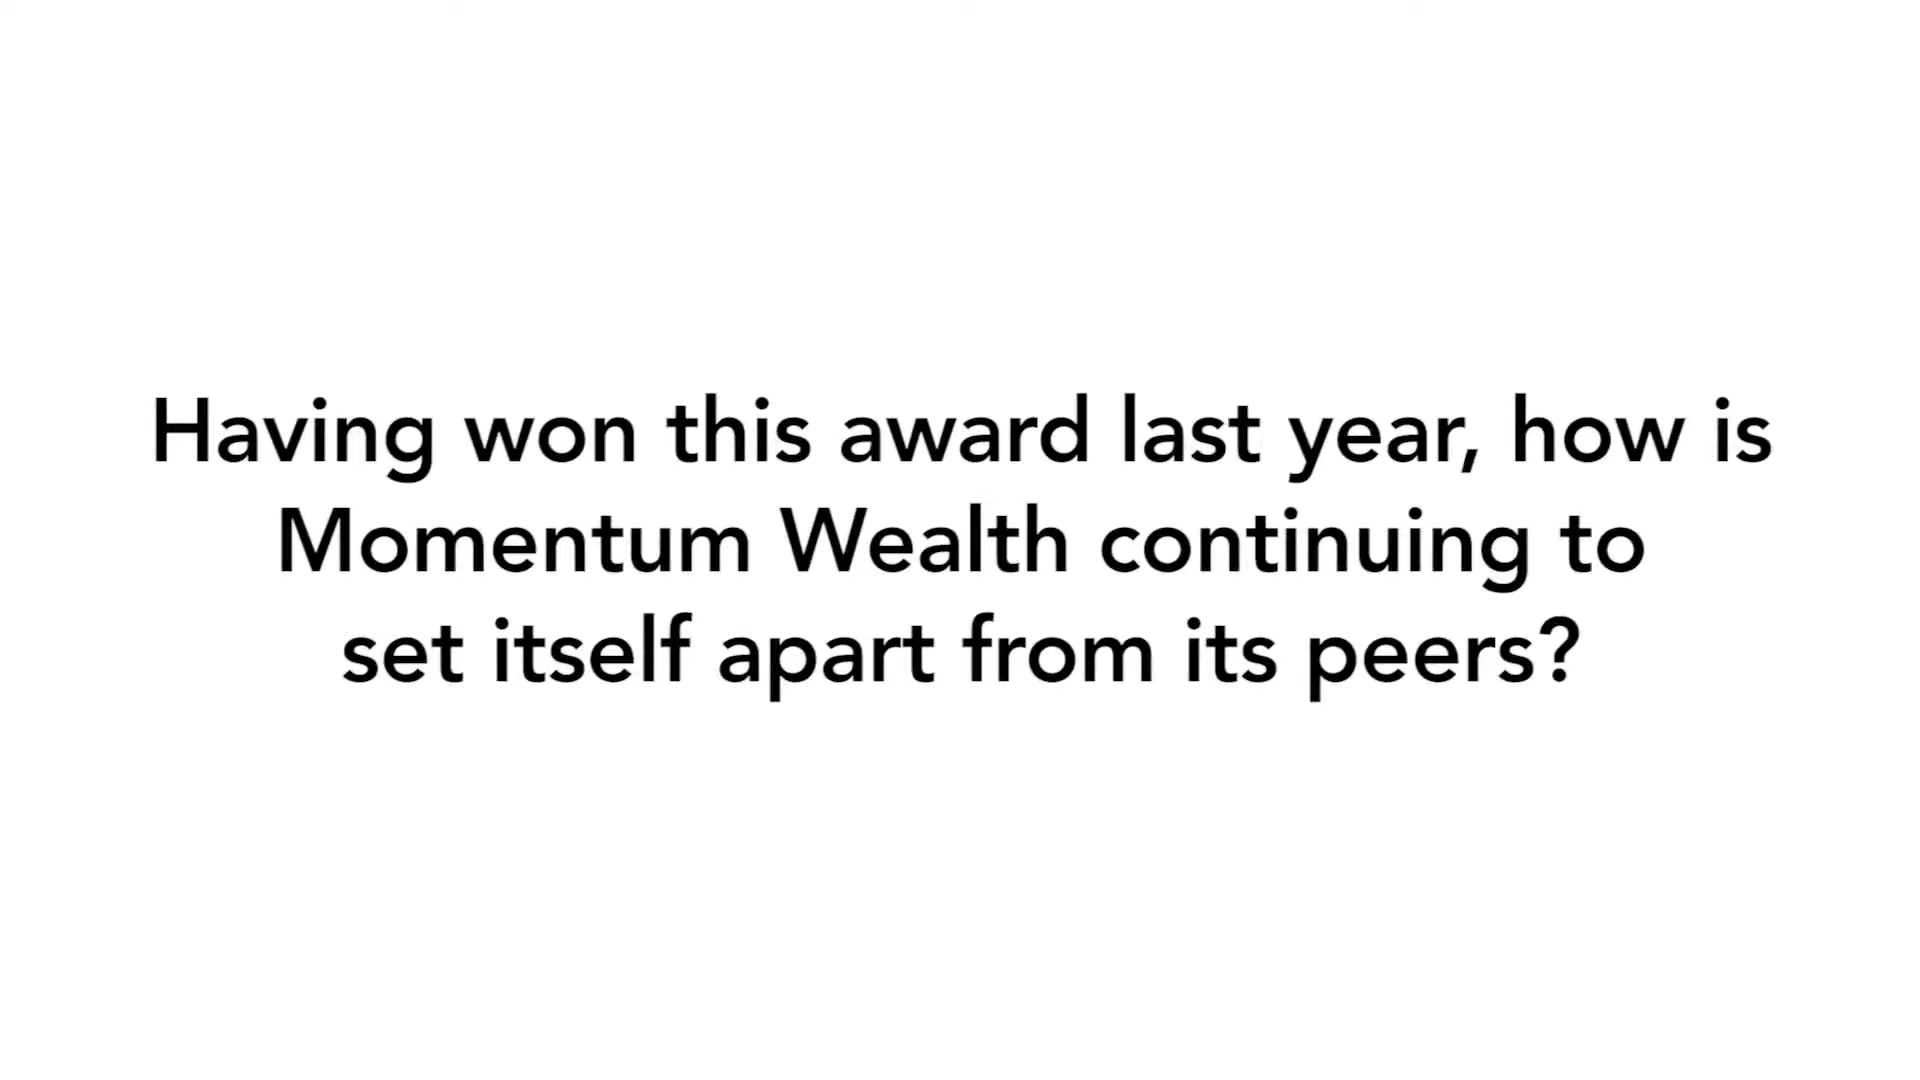 Having won this award last year, how is
Momentum Wealth continuing to
set itself apart from its peers?